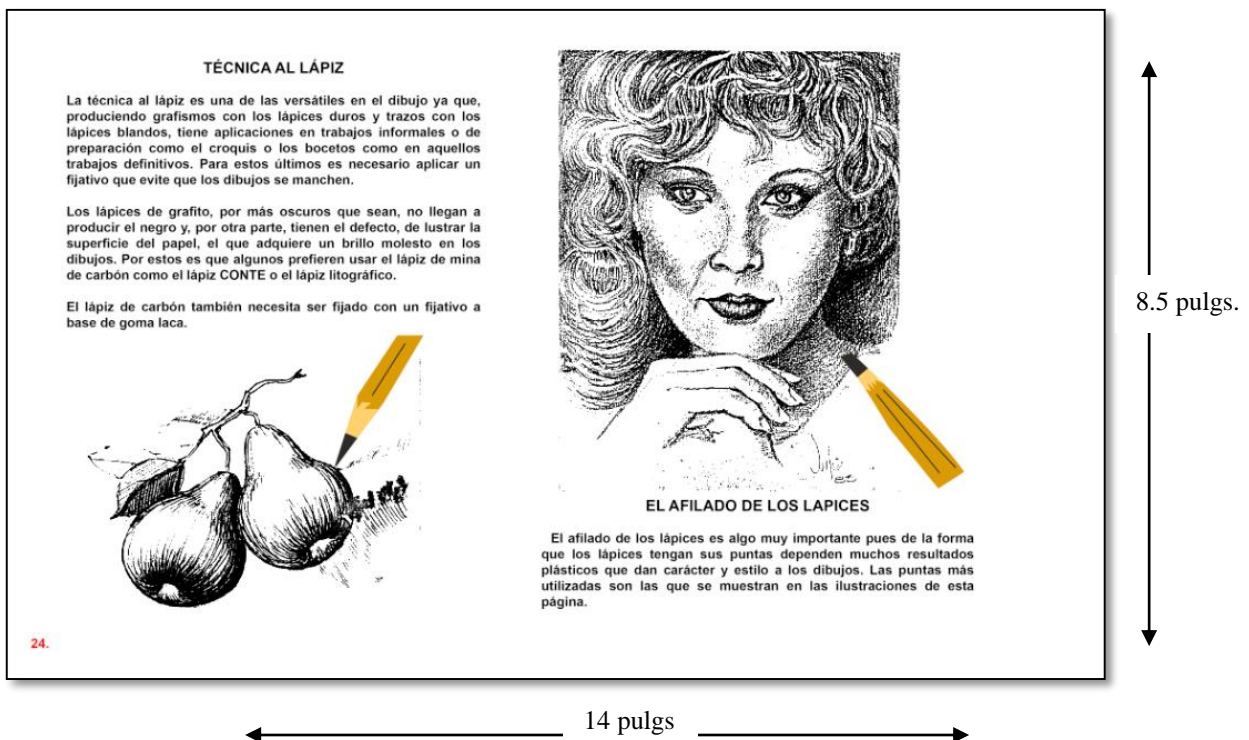 TÉCNICA AL LÁPIZ
La técnica al lápiz es una de las versátiles en el dibujo ya que,
produciendo grafismos con los lápices duros y trazos con los
lápices blandos, tiene aplicaciones en trabajos informales o de
preparación como el croquis o los bocetos como en aquellos
trabajos definitivos. Para estos últimos es necesario aplicar un
fijativo que evite que los dibujos se manchen.
Los lápices de grafito, por más oscuros que sean, no llegan a
producir el negro y, por otra parte, tienen el defecto, de lustrar la
superficie del papel, el que adquiere un brillo molesto en los
dibujos. Por estos es que algunos prefieren usar el lápiz de mina
de carbón como el lápiz CONTE o el lápiz litográfico.
El lápiz de carbón también necesita ser fijado con un fijativo a
base de goma laca.
24.
EL AFILADO DE LOS LAPICES
El afilado de los lápices es algo muy importante pues de la forma
que los lápices tengan sus puntas dependen muchos resultados
plásticos que dan carácter y estilo a los dibujos. Las puntas más
utilizadas son las que se muestran en las ilustraciones de esta
página.
8.5 pulgs.
14 pulgs